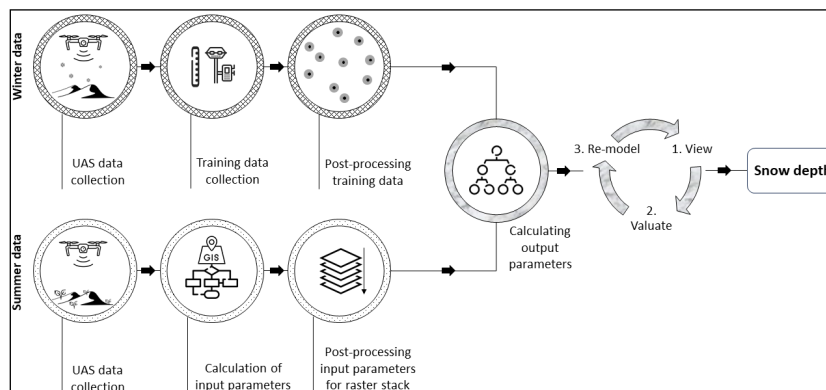 Winter data
UAS data
collection
Training data
collection
Post-processing
training data
Summer data
GIS
UAS data
collection
Calculation of
input parameters
Post-processing
input parameters
for raster stack
Calculating
output
parameters
3. Re-model
1. View
2.
Valuate
Snow depth